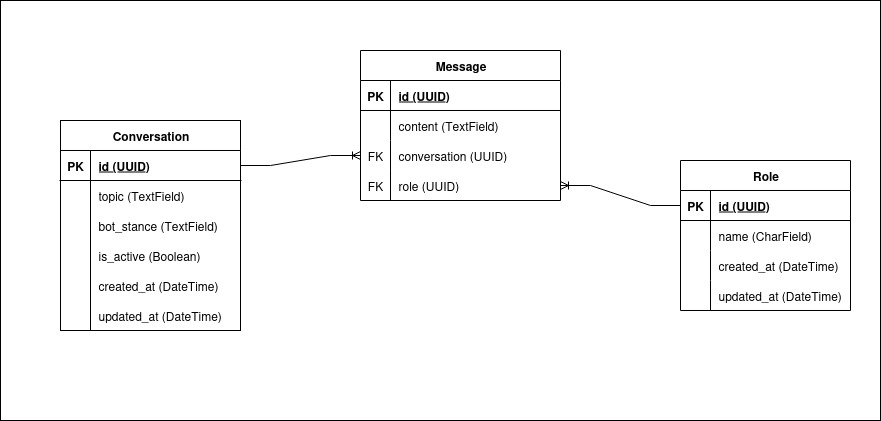 Conversation
PK id (UUID)
topic (TextField)
bot_stance (TextField)
is_active (Boolean)
created_at (DateTime)
updated_at (DateTime)
Message
PK id (UUID)
content (TextField)
FK conversation (UUID)
FK role (UUID)
Role
PK id (UUID)
name (CharField)
created_at (DateTime)
updated_at (DateTime)